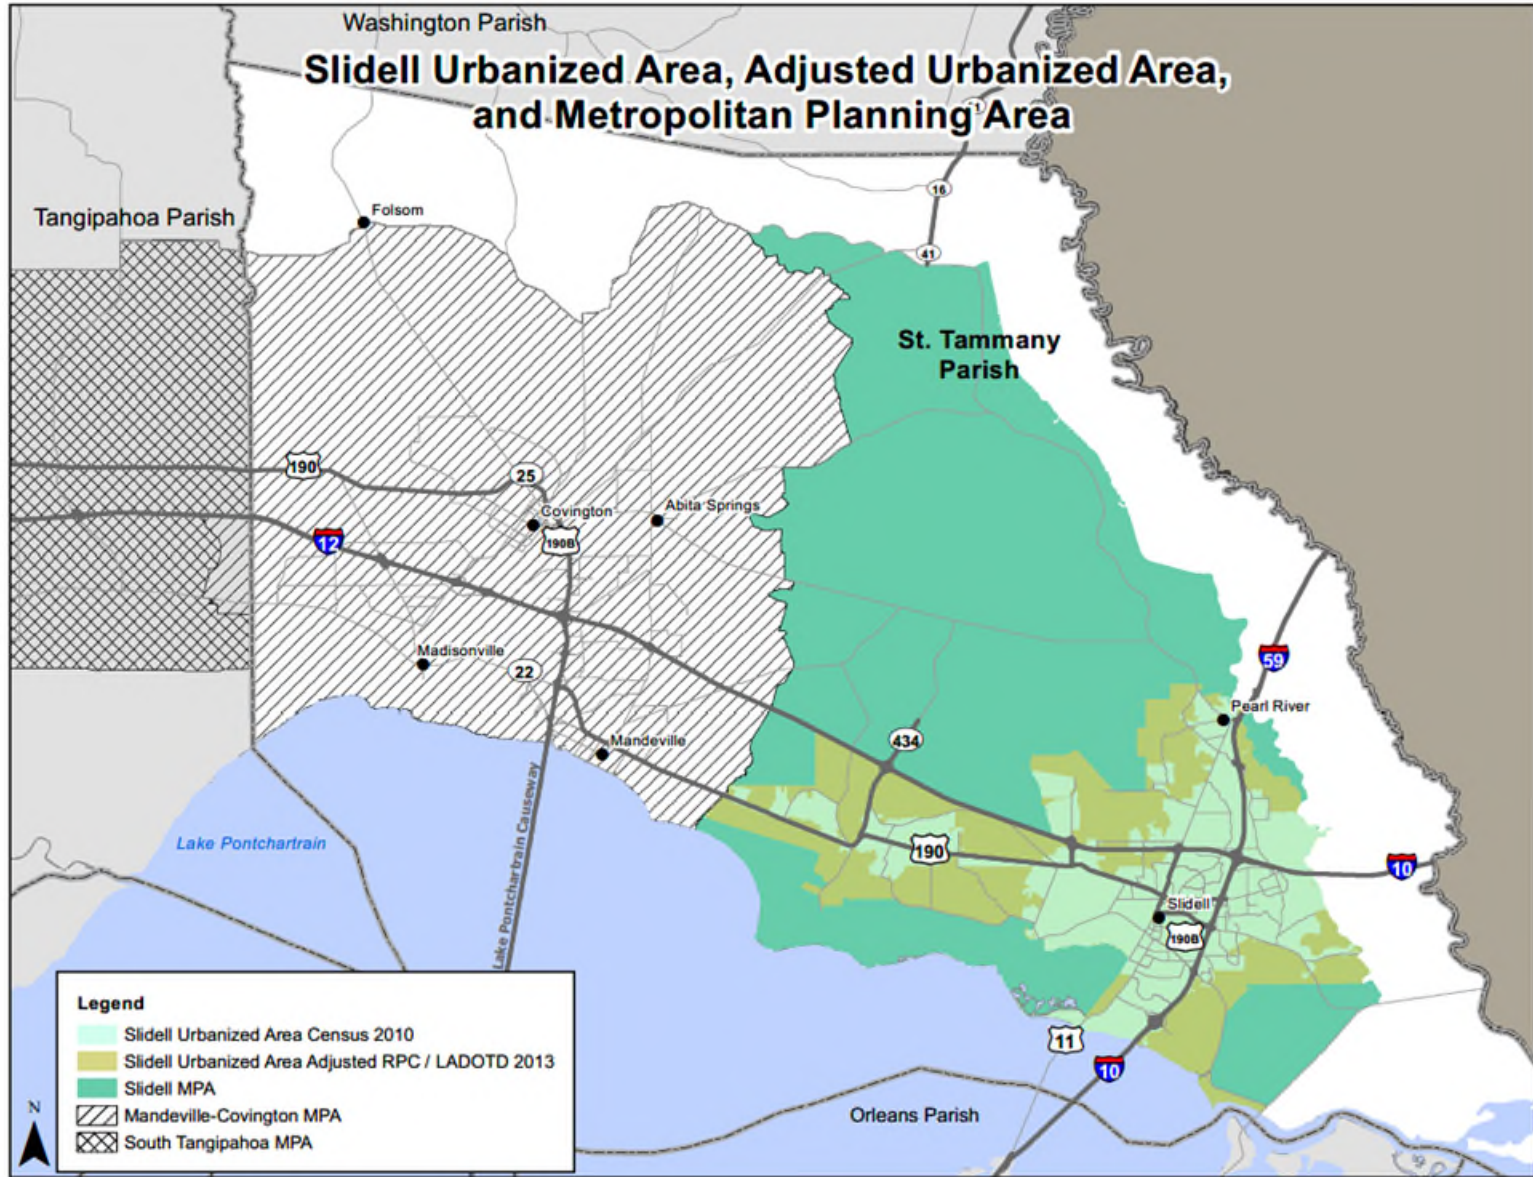 Washington Parish
Slidell Urbanized Area, Adjusted Urbanized Area,
and Metropolitan Planning Area
16
Tangipahoa Parish
Folsom
41
St. Tammany
Parish
190
25
Covington
Abita Springs
12
190B
Madisonville
22
59
Pearl River
Mandeville
434
Lake Pontchartrain Causeway
Lake Pontchartrain
190
10
Slidell
190B
11
10
Orleans Parish
Legend
Slidell Urbanized Area Census 2010
Slidell Urbanized Area Adjusted RPC / LADOTD 2013
Slidell MPA
Mandeville-Covington MPA
South Tangipahoa MPA
N